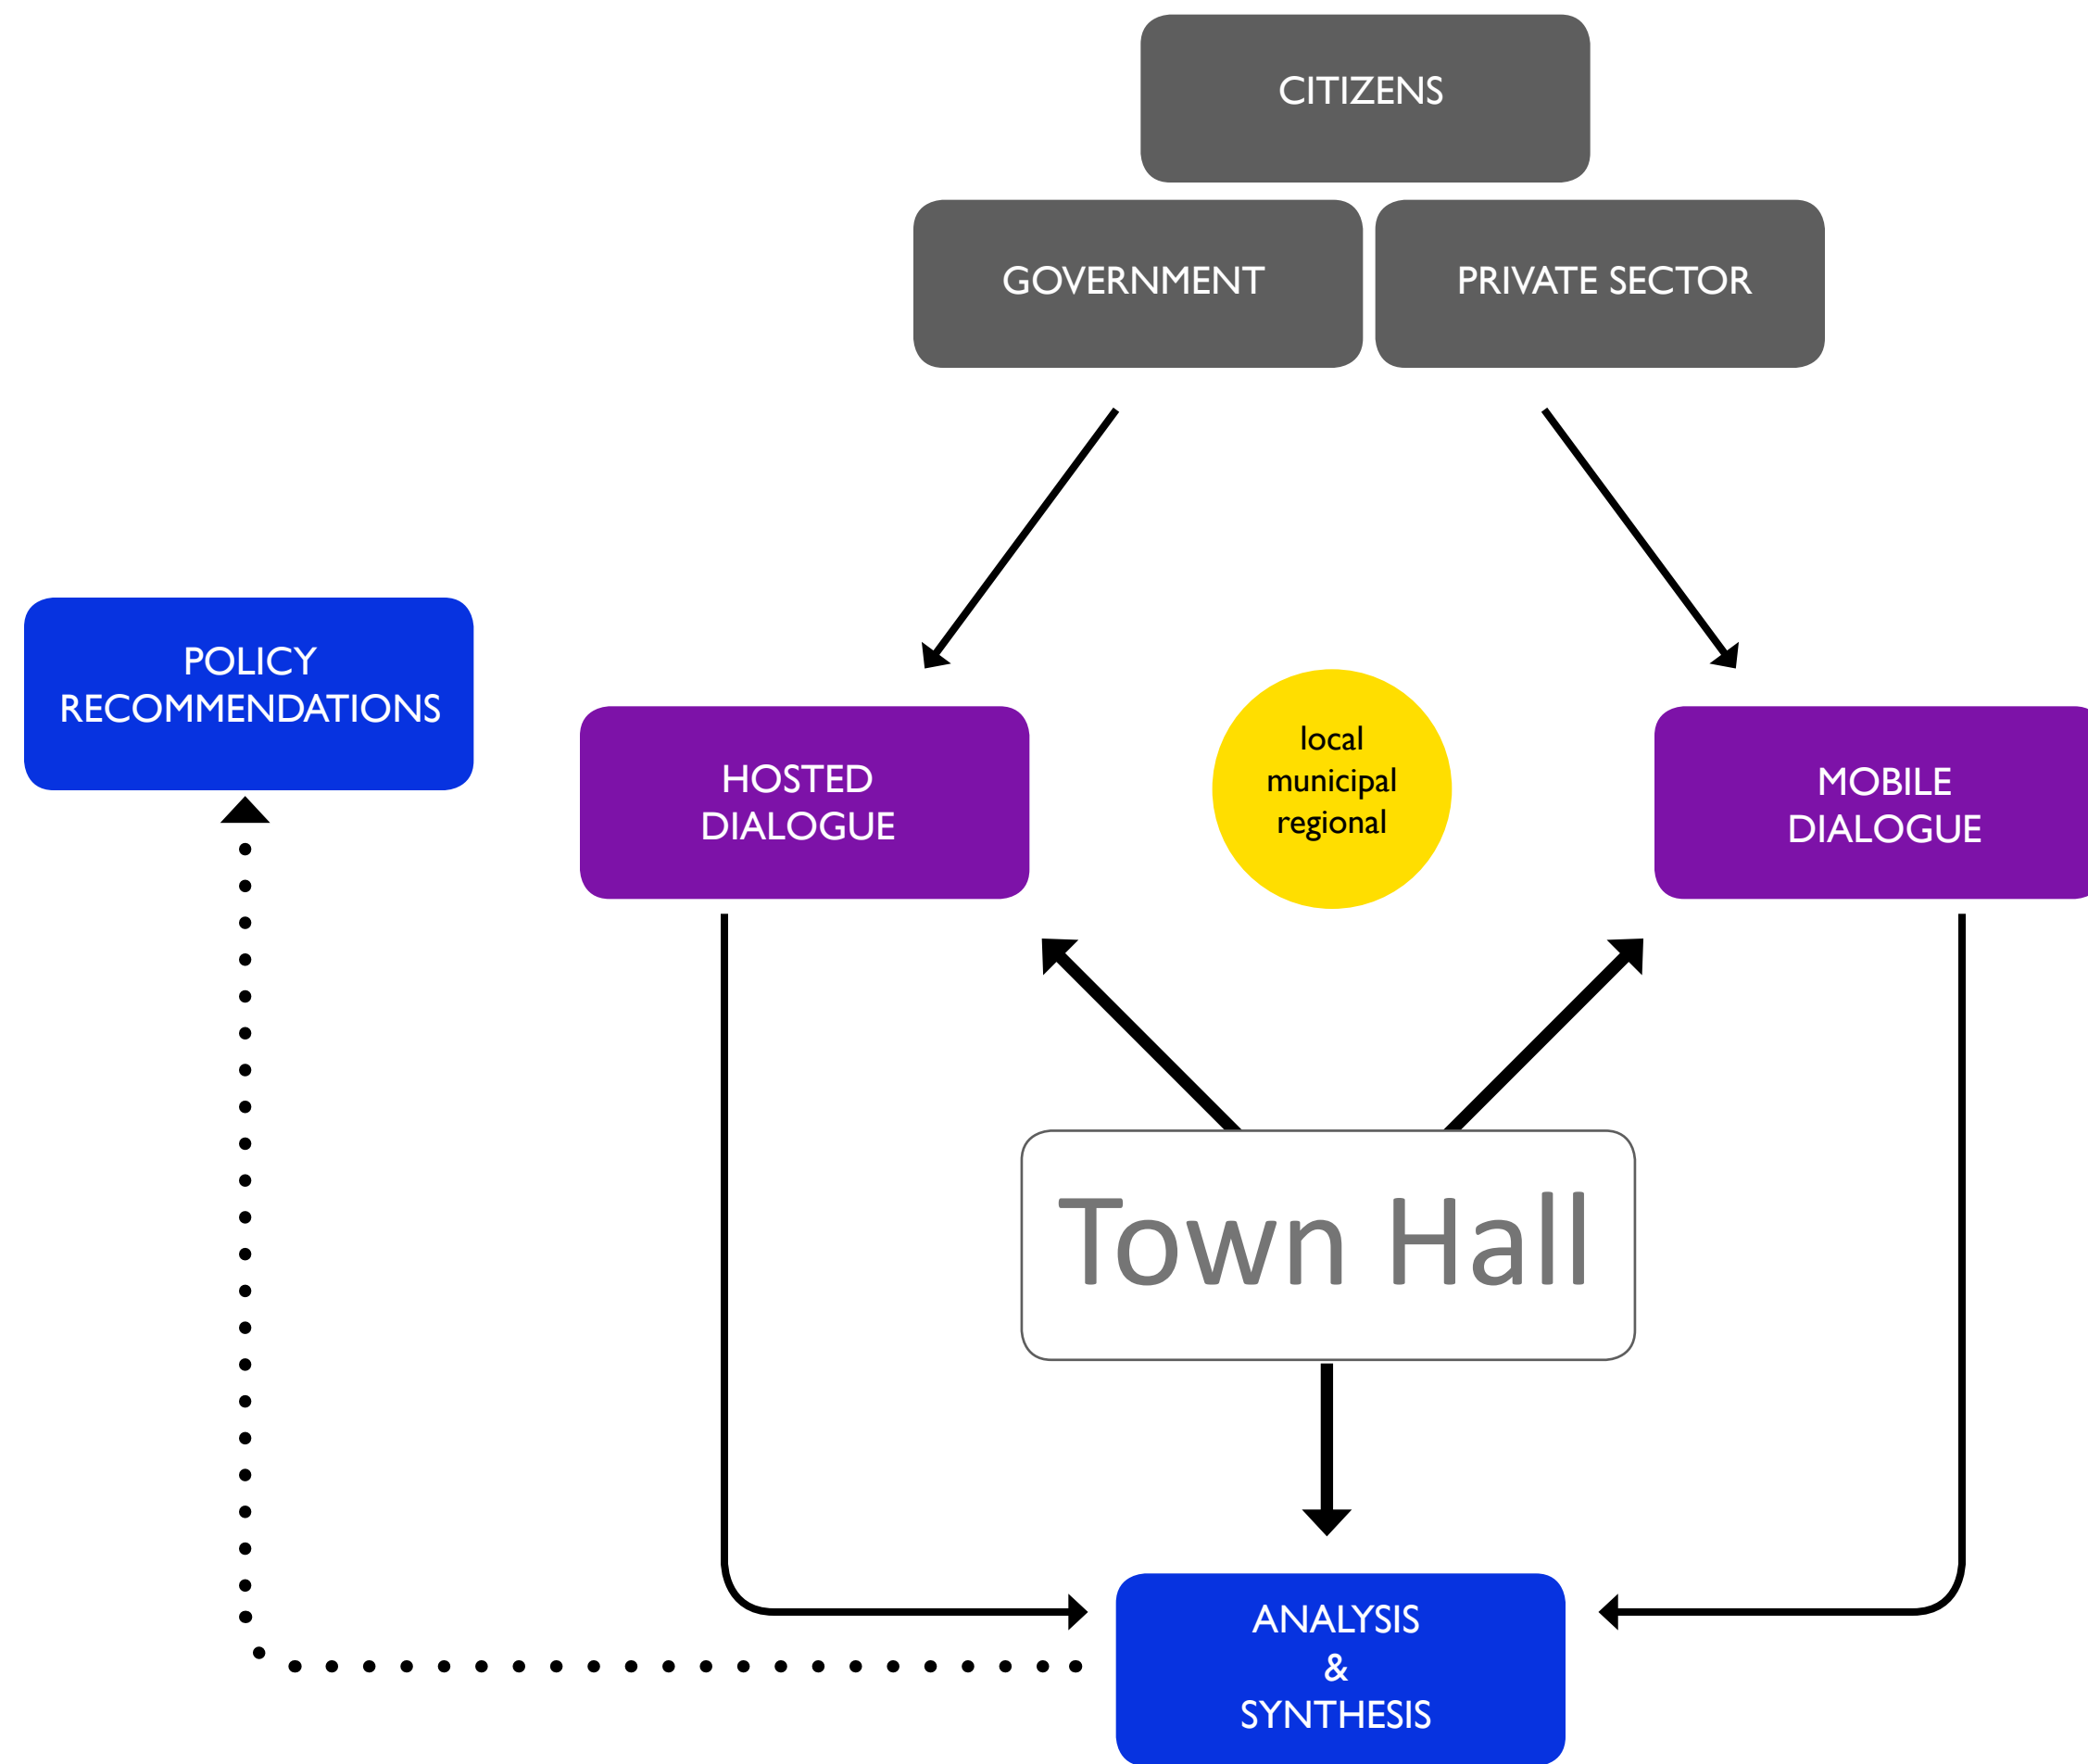 CITIZENS
GOVERNMENT
PRIVATE SECTOR
POLICY
RECOMMENDATIONS
HOSTED
DIALOGUE
local
municipal
regional
MOBILE
DIALOGUE
Town Hall
ANALYSIS
&
SYNTHESIS